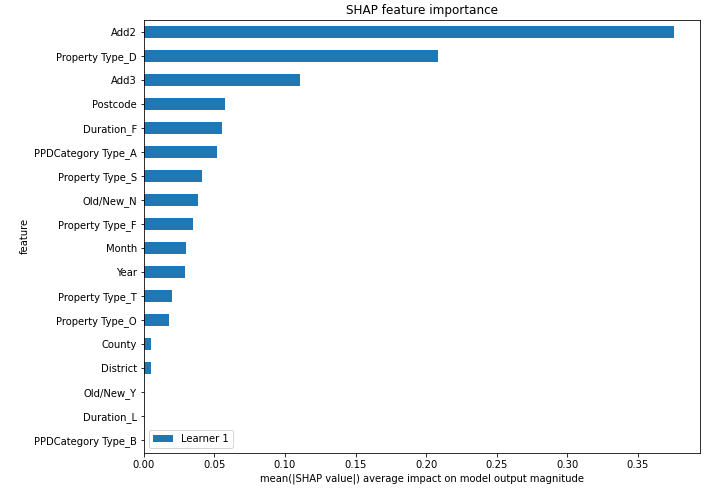 SHAP feature importance
Add2
Property Type_D
Add3
Postcode
Duration_F
PPDCategory Type_A
Property Type_S
Old/New_N
Property Type_F
Month
Year
Property Type_T
Property Type_O
County
District
Old/New_Y
Duration_L
PPDCategory Type_B
feature
Learner 1
0.00 0.05 0.10 0.15 0.20 0.25 0.30 0.35
mean(|SHAP value|) average impact on model output magnitude